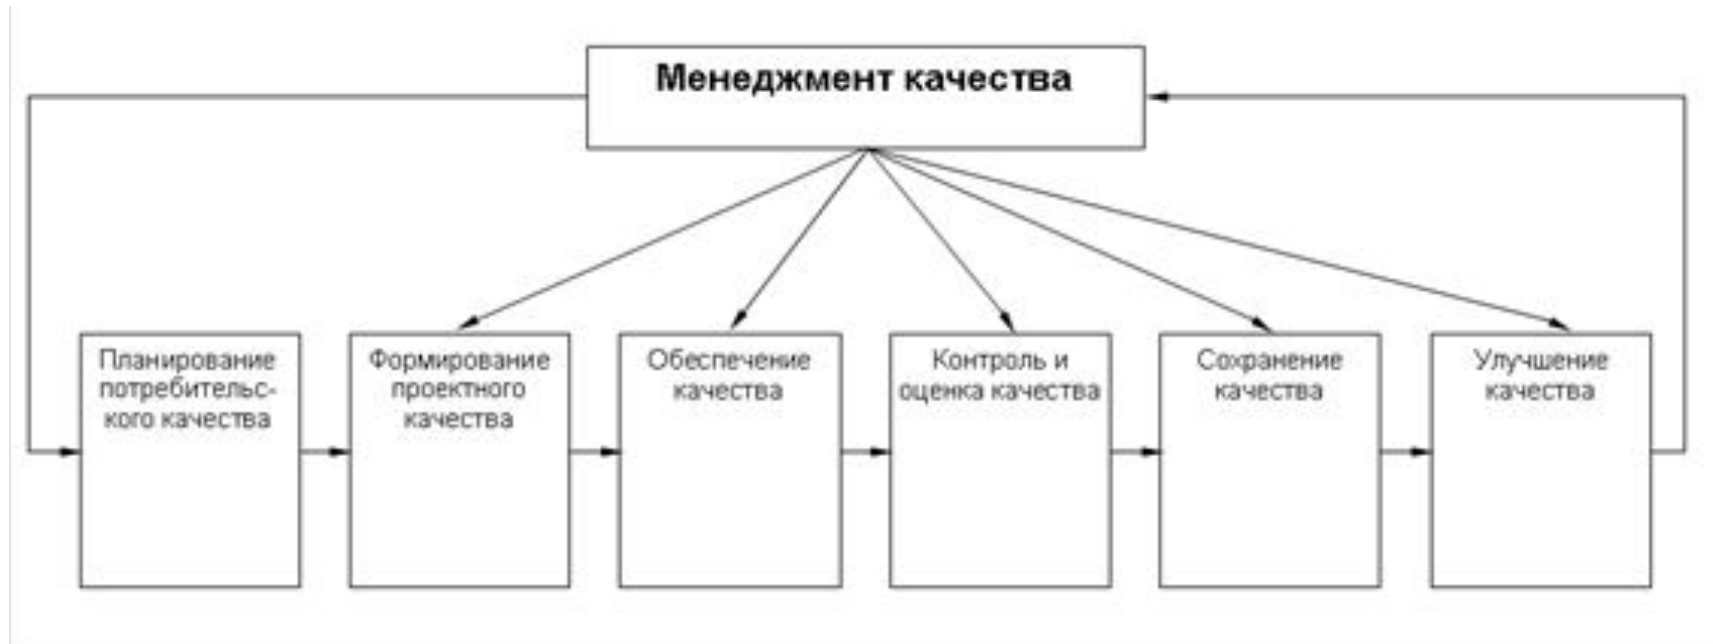 Менеджмент качества
Планирование
потребительс-
кого качества
Формирование
проектного
качества
Обеспечение
качества
Контроль и
оценка качества
Сохранение
качества
Улучшение
качества